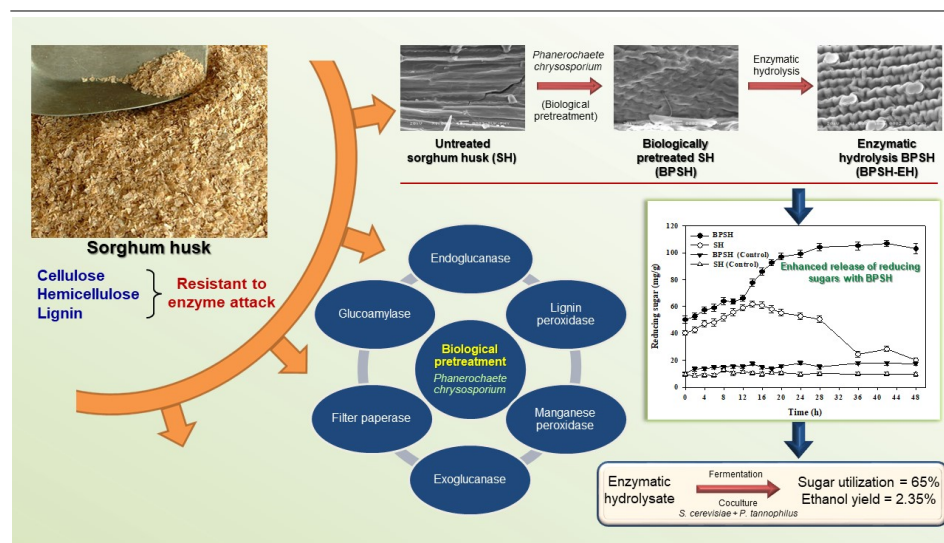 Sorghum husk
Cellulose
Hemicellulose
Lignin
Resistant to
enzyme attack
Phanerochaete
chrysosporium
(Biological
pretreatment)
Enzymatic
hydrolysis
Untreated
sorghum husk (SH)
Biologically
pretreated SH
(BPSH)
Enzymatic
hydrolysis BPSH
(BPSH-EH)
Endoglucanase
Glucoamylase
Lignin
peroxidase
Biological
pretreatment
Phanerochaete
chrysosporium
Filter paperase
Manganese
peroxidase
Exoglucanase
BPSH
SH
BPSH (Control)
SH (Control)
Enhanced release of reducing
sugars with BPSH
Reducing sugar (mg/g)
120
100
80
60
40
20
0
0 4 8 12 16 20 24 28 32 36 40 44 48
Time (h)
Enzymatic
hydrolysate
Fermentation
Coculture
S. cerevisiae + P. tannophilus
Sugar utilization = 65%
Ethanol yield = 2.35%